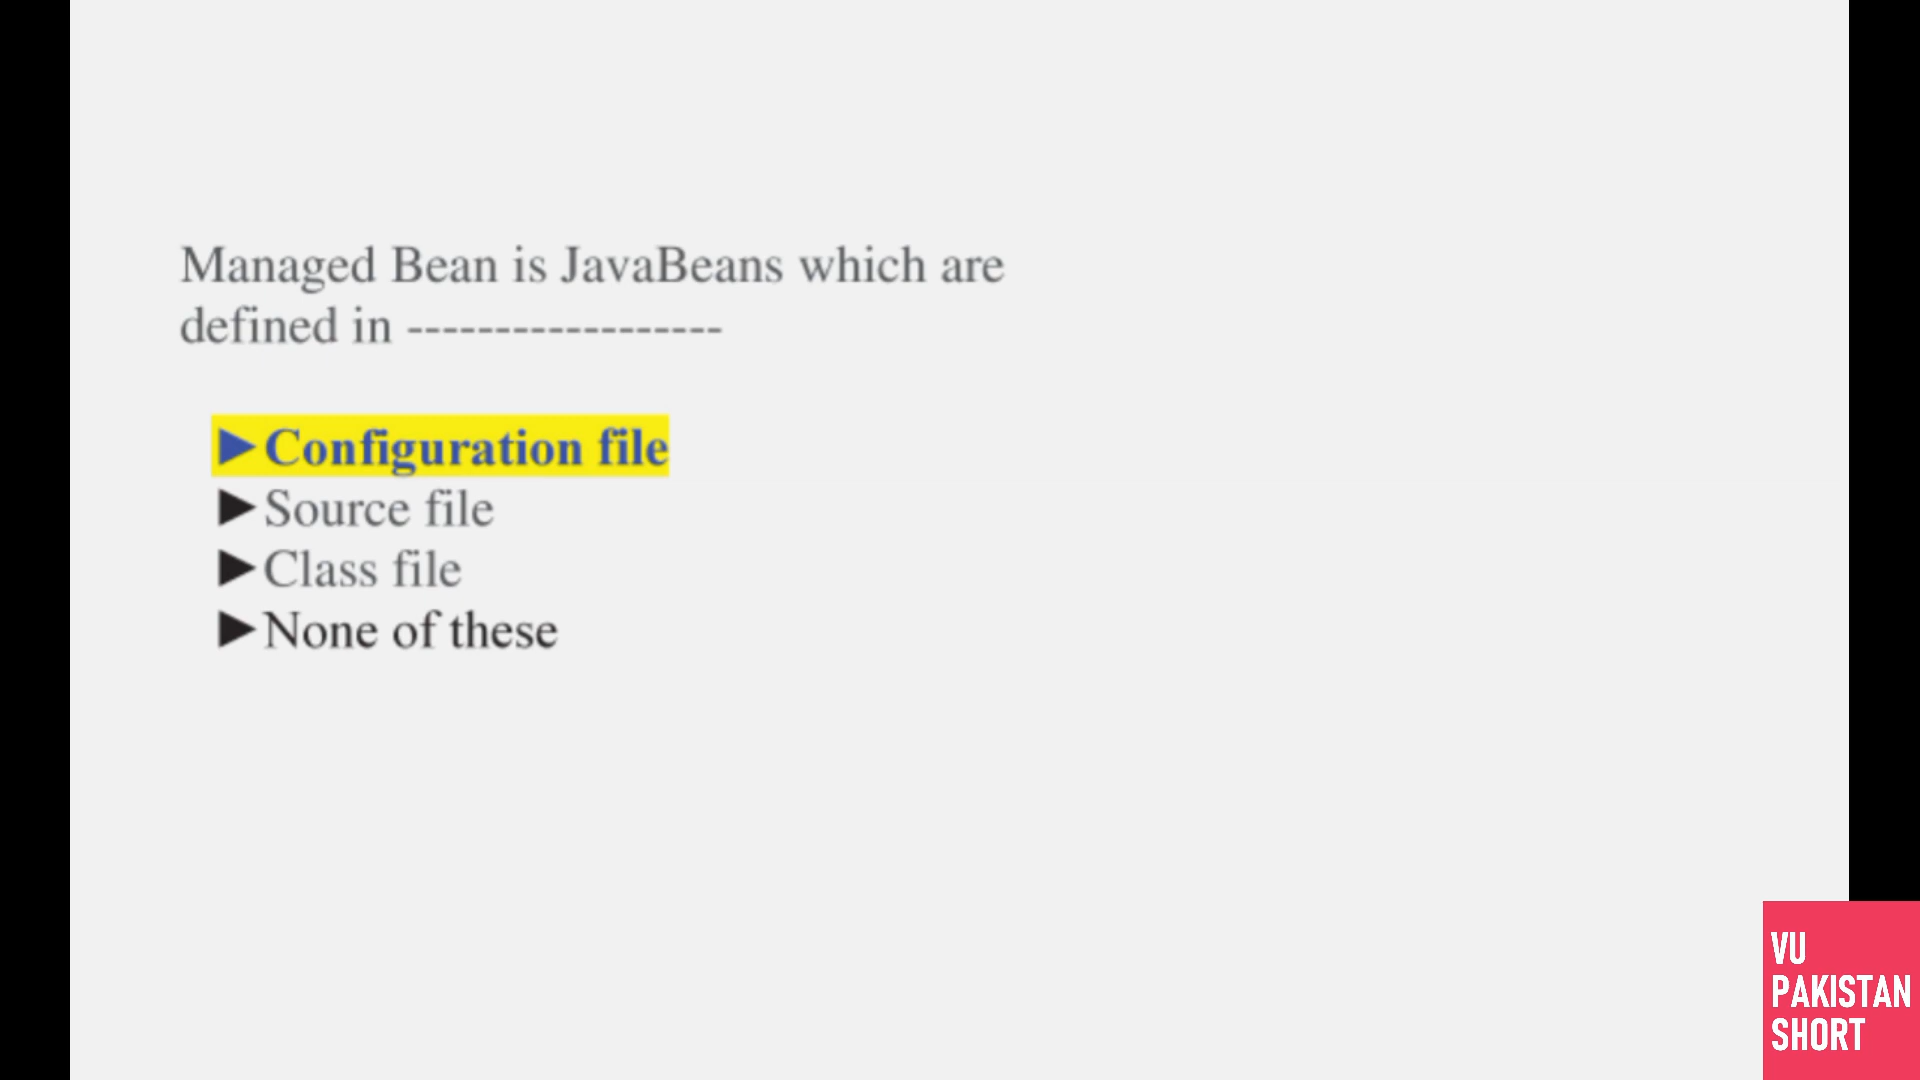 Managed Bean is JavaBeans which are
defined in ------------------
►Configuration file
►Source file
►Class file
►None of these
VU
PAKISTAN
SHORT